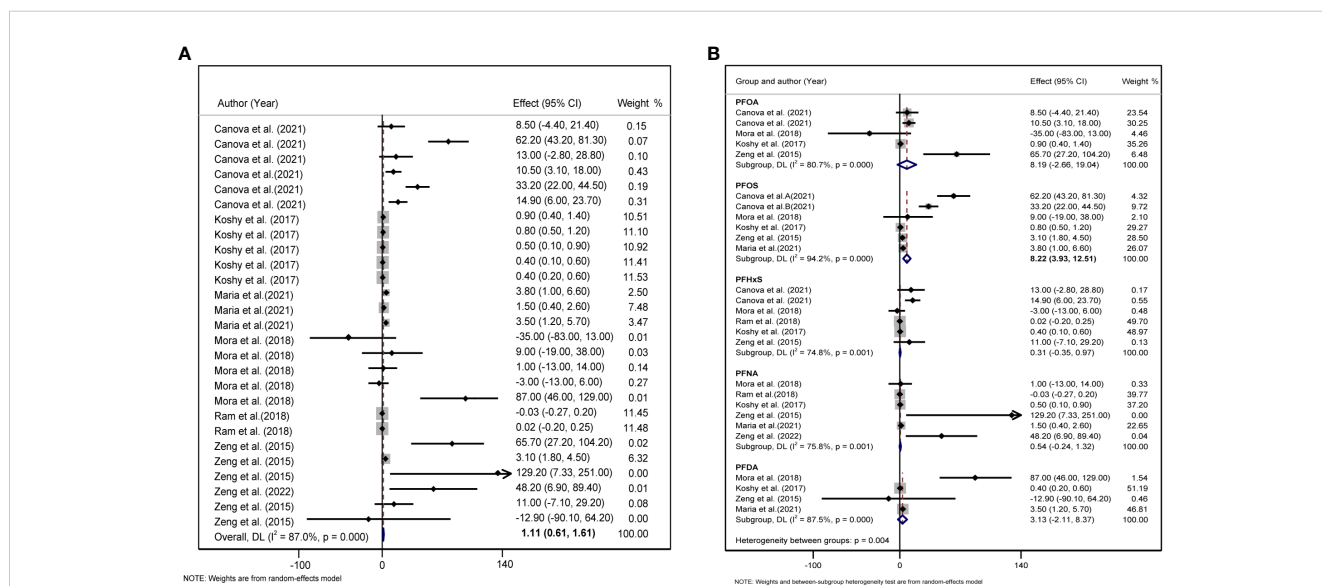 A
Author (Year) Effect (95% CI) Weight %
Canova et al. (2021) 8.50 (-4.40, 21.40) 0.15
Canova et al. (2021) 62.20 (43.20, 81.30) 0.07
Canova et al. (2021) 13.00 (-2.80, 28.80) 0.10
Canova et al.(2021) 10.50 (3.10, 18.00) 0.43
Canova et al.(2021) 33.20 (22.00, 44.50) 0.19
Canova et al. (2021) 14.90 (6.00, 23.70) 0.31
Koshy et al. (2017) 0.90 (0.40, 1.40) 10.51
Koshy et al. (2017) 0.80 (0.50, 1.20) 11.10
Koshy et al. (2017) 0.50 (0.10, 0.90) 10.92
Koshy et al. (2017) 0.40 (0.10, 0.60) 11.41
Koshy et al. (2017) 0.40 (0.20, 0.60) 11.53
Maria et al.(2021) 3.80 (1.00, 6.60) 2.50
Maria et al.(2021) 1.50 (0.40, 2.60) 7.48
Maria et al.(2021) 3.50 (1.20, 5.70) 3.47
Mora et al. (2018) -35.00 (-83.00, 13.00) 0.01
Mora et al. (2018) 9.00 (-19.00, 38.00) 0.03
Mora et al. (2018) 1.00 (-13.00, 14.00) 0.14
Mora et al. (2018) -3.00 (-13.00, 6.00) 0.27
Mora et al. (2018) 87.00 (46.00, 129.00) 0.01
Ram et al.(2018) -0.03 (-0.27, 0.20) 11.45
Ram et al. (2018) 0.02 (-0.20, 0.25) 11.48
Zeng et al. (2015) 65.70 (27.20, 104.20) 0.02
Zeng et al. (2015) 3.10 (1.80, 4.50) 6.32
Zeng et al. (2015) 129.20 (7.33, 251.00) 0.00
Zeng et al. (2022) 48.20 (6.90, 89.40) 0.01
Zeng et al. (2015) 11.00 (-7.10, 29.20) 0.08
Zeng et al. (2015) -12.90 (-90.10, 64.20) 0.00
Overall, DL (I² = 87.0%, p = 0.000) 1.11 (0.61, 1.61) 100.00
-100 0 140
NOTE: Weights are from random-effects model
B
Group and author (Year) Effect (95% CI) Weight %
PFOA
Canova et al. (2021) 8.50 (-4.40, 21.40) 23.54
Canova et al. (2021) 10.50 (3.10, 18.00) 30.25
Mora et al. (2018) -35.00 (-83.00, 13.00) 4.46
Koshy et al. (2017) 0.90 (0.40, 1.40) 35.26
Zeng et al. (2015) 65.70 (27.20, 104.20) 6.48
Subgroup, DL (I² = 80.7%, p = 0.000) 8.19 (-2.66, 19.04) 100.00
PFOS
Canova et al.A(2021) 62.20 (43.20, 81.30) 4.32
Canova et al.B(2021) 33.20 (22.00, 44.50) 9.72
Mora et al. (2018) 9.00 (-19.00, 38.00) 2.10
Koshy et al. (2017) 0.80 (0.50, 1.20) 29.27
Zeng et al. (2015) 3.10 (1.80, 4.50) 28.50
Maria et al.(2021) 3.80 (1.00, 6.60) 26.07
Subgroup, DL (I² = 94.2%, p = 0.000) 8.22 (3.93, 12.51) 100.00
PFHxS
Canova et al. (2021) 13.00 (-2.80, 28.80) 0.17
Canova et al. (2021) 14.90 (6.00, 23.70) 0.55
Mora et al. (2018) -3.00 (-13.00, 6.00) 0.48
Ram et al. (2018) 0.02 (-0.20, 0.25) 49.70
Koshy et al. (2017) 0.40 (0.10, 0.60) 48.97
Zeng et al. (2015) 11.00 (-7.10, 29.20) 0.13
Subgroup, DL (I² = 74.8%, p = 0.001) 0.31 (-0.35, 0.97) 100.00
PFNA
Mora et al. (2018) 1.00 (-13.00, 14.00) 0.33
Ram et al.(2018) -0.03 (-0.27, 0.20) 39.77
Koshy et al. (2017) 0.50 (0.10, 0.90) 37.20
Zeng et al. (2015) 129.20 (7.33, 251.00) 0.00
Maria et al.(2021) 1.50 (0.40, 2.60) 22.65
Zeng et al. (2022) 48.20 (6.90, 89.40) 0.04
Subgroup, DL (I² = 75.8%, p = 0.001) 0.54 (-0.24, 1.32) 100.00
PFDA
Mora et al. (2018) 87.00 (46.00, 129.00) 1.54
Koshy et al. (2017) 0.40 (0.20, 0.60) 51.19
Zeng et al. (2015) -12.90 (-90.10, 64.20) 0.46
Maria et al.(2021) 3.50 (1.20, 5.70) 46.81
Subgroup, DL (I² = 87.5%, p = 0.000) 3.13 (-2.11, 8.37) 100.00
Heterogeneity between groups: p = 0.004
-100 0 140
NOTE: Weights and between-subgroup heterogeneity test are from random-effects model